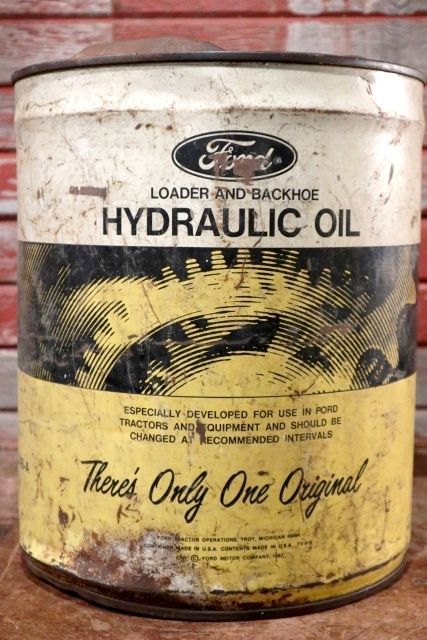 Ford
LOADER AND BACKHOE
HYDRAULIC OIL
ESPECIALLY DEVELOPED FOR USE IN FORD
TRACTORS AND EQUIPMENT AND SHOULD BE
CHANGED AT RECOMMENDED INTERVALS
There's Only One Original
FORD TRACTOR OPERATIONS, TROY, MICHIGAN 48084
CONTAINER MADE IN U.S.A. CONTENTS MADE IN U.S.A.
© FORD MOTOR COMPANY,